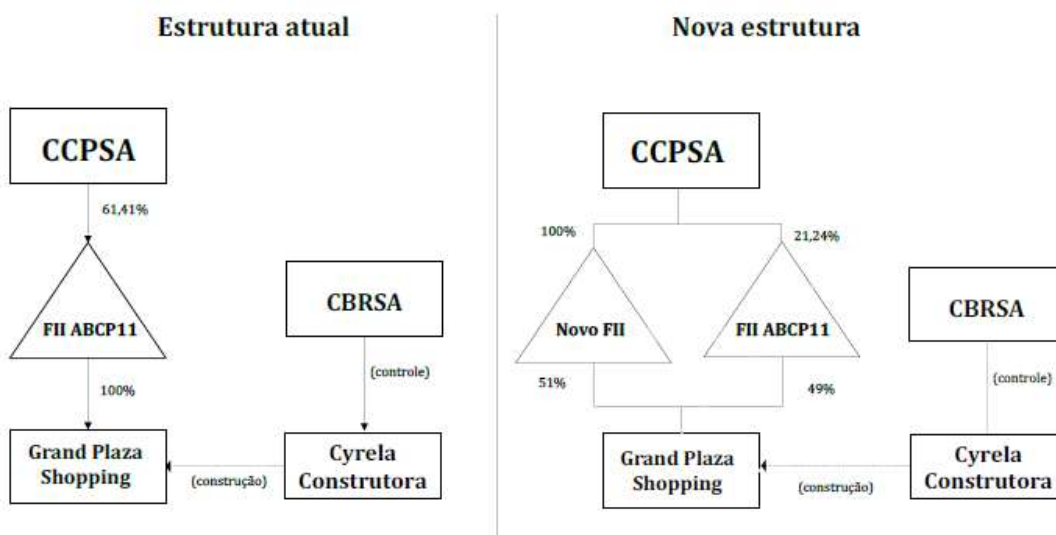 Estrutura atual
CCPSA
61,41%
FII ABCP11
100%
CBRSA
(controle)
Grand Plaza
Shopping
(construção)
Cyrela
Construtora
Nova estrutura
CCPSA
100%
21,24%
Novo FII
FII ABCP11
51%
49%
CBRSA
(controle)
Grand Plaza
Shopping
(construção)
Cyrela
Construtora